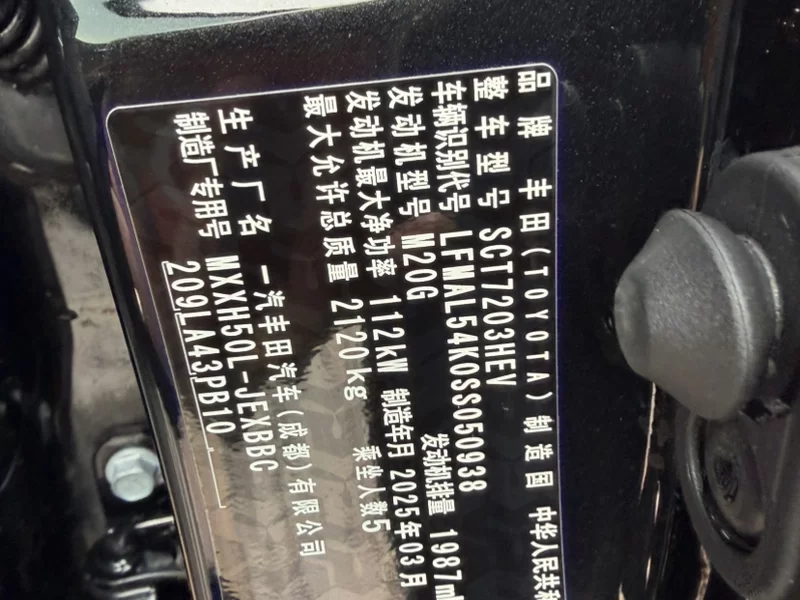 品牌 丰田(TOYOTA) 制造国 中华人民共和
整车型号 SCT7203HEV
车辆识别代号 LFMAL54K0SS050938
发动机型号 M20G 发动机排量 1987ml
发动机最大净功率 112kW 制造年月 2025年03月
最大允许总质量 2120kg 乘坐人数5
生产厂名 一汽丰田汽车(成都)有限公司
制造厂专用号 MXXH50L-JEXBBC
209LA43PB10